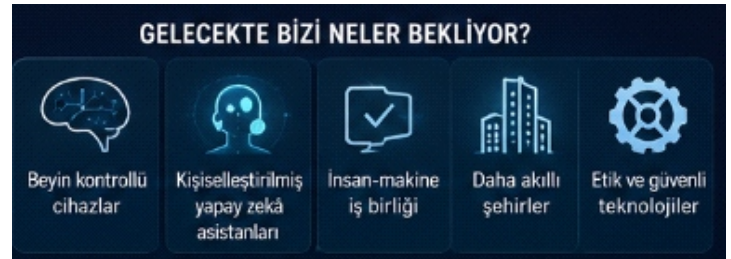 GELECEKTE BİZİ NELER BEKLİYOR?
Beyin kontrollü
cihazlar
Kişiselleştirilmiş
yapay zekâ
asistanları
İnsan-makine
iş birliği
Daha akıllı
şehirler
Etik ve güvenli
teknolojiler